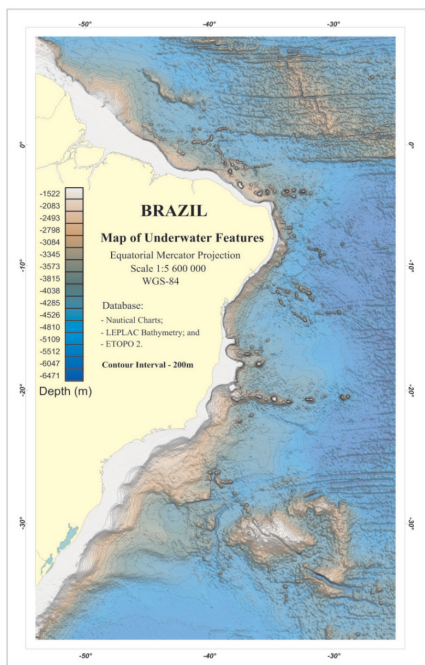 -50° -40° -30°
0° 0°
-10° -10°
-20° -20°
-30° -30°
-1522
-2083
-2493
-2798
-3084
-3345
-3573
-3815
-4038
-4285
-4526
-4810
-5109
-5512
-6047
-6471
Depth (m)
BRAZIL
Map of Underwater Features
Equatorial Mercator Projection
Scale 1:5 600 000
WGS-84
Database:
- Nautical Charts;
- LEPLAC Bathymetry; and
- ETOPO 2.
Contour Interval - 200m
-50° -40° -30°